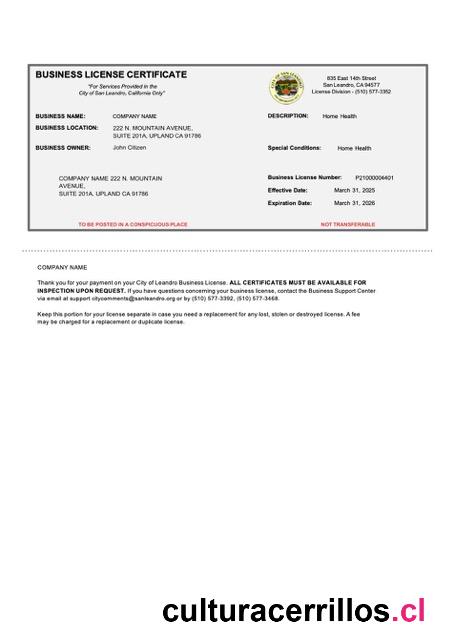 BUSINESS LICENSE CERTIFICATE
"For Services Provided in the
City of San Leandro, California Only"
835 East 14th Street
San Leandro, CA 94577
License Division - (510) 577-3352
BUSINESS NAME: COMPANY NAME
DESCRIPTION: Home Health
BUSINESS LOCATION: 222 N. MOUNTAIN AVENUE,
SUITE 201A, UPLAND CA 91786
BUSINESS OWNER: John Citizen
Special Conditions: Home Health
COMPANY NAME 222 N. MOUNTAIN
AVENUE,
SUITE 201A, UPLAND CA 91786
Business License Number: P21000004401
Effective Date: March 31, 2025
Expiration Date: March 31, 2026
TO BE POSTED IN A CONSPICUOUS PLACE
NOT TRANSFERABLE
COMPANY NAME
Thank you for your payment on your City of Leandro Business License. ALL CERTIFICATES MUST BE AVAILABLE FOR
INSPECTION UPON REQUEST. If you have questions concerning your business license, contact the Business Support Center
via email at support citycomments@sanleandro.org or by (510) 577-3392, (510) 577-3468.
Keep this portion for your license separate in case you need a replacement for any lost, stolen or destroyed license. A fee
may be charged for a replacement or duplicate license.
culturacerrillos.cl